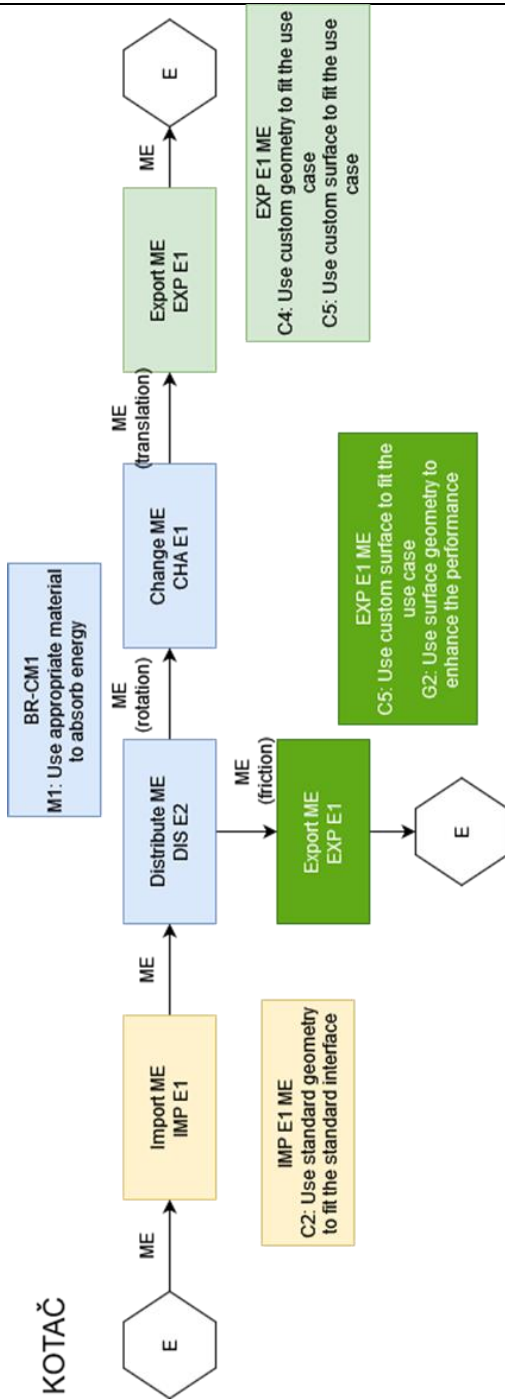 KOTAČ
E
ME
Import ME
IMP E1
IMP E1 ME
C2: Use standard geometry
to fit the standard interface
ME
BR-CM1
M1: Use appropriate material
to absorb energy
Distribute ME
DIS E2
ME
(friction)
Export ME
EXP E1
E
EXP E1 ME
C5: Use custom surface to fit the
use case
G2: Use surface geometry to
enhance the performance
ME
(rotation)
Change ME
CHA E1
ME
(translation)
Export ME
EXP E1
EXP E1 ME
C4: Use custom geometry to fit the use
case
C5: Use custom surface to fit the use
case
ME
E